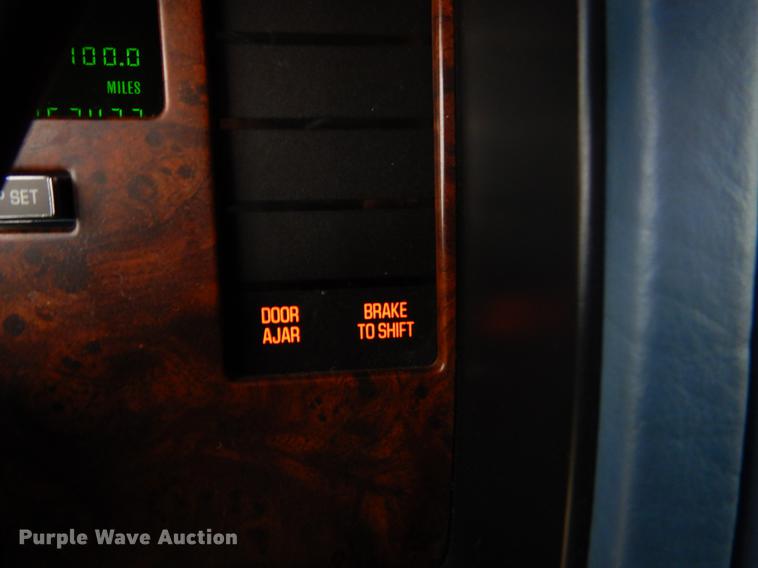 100.0
MILES
SET
DOOR
AJAR
BRAKE
TO SHIFT
Purple Wave Auction